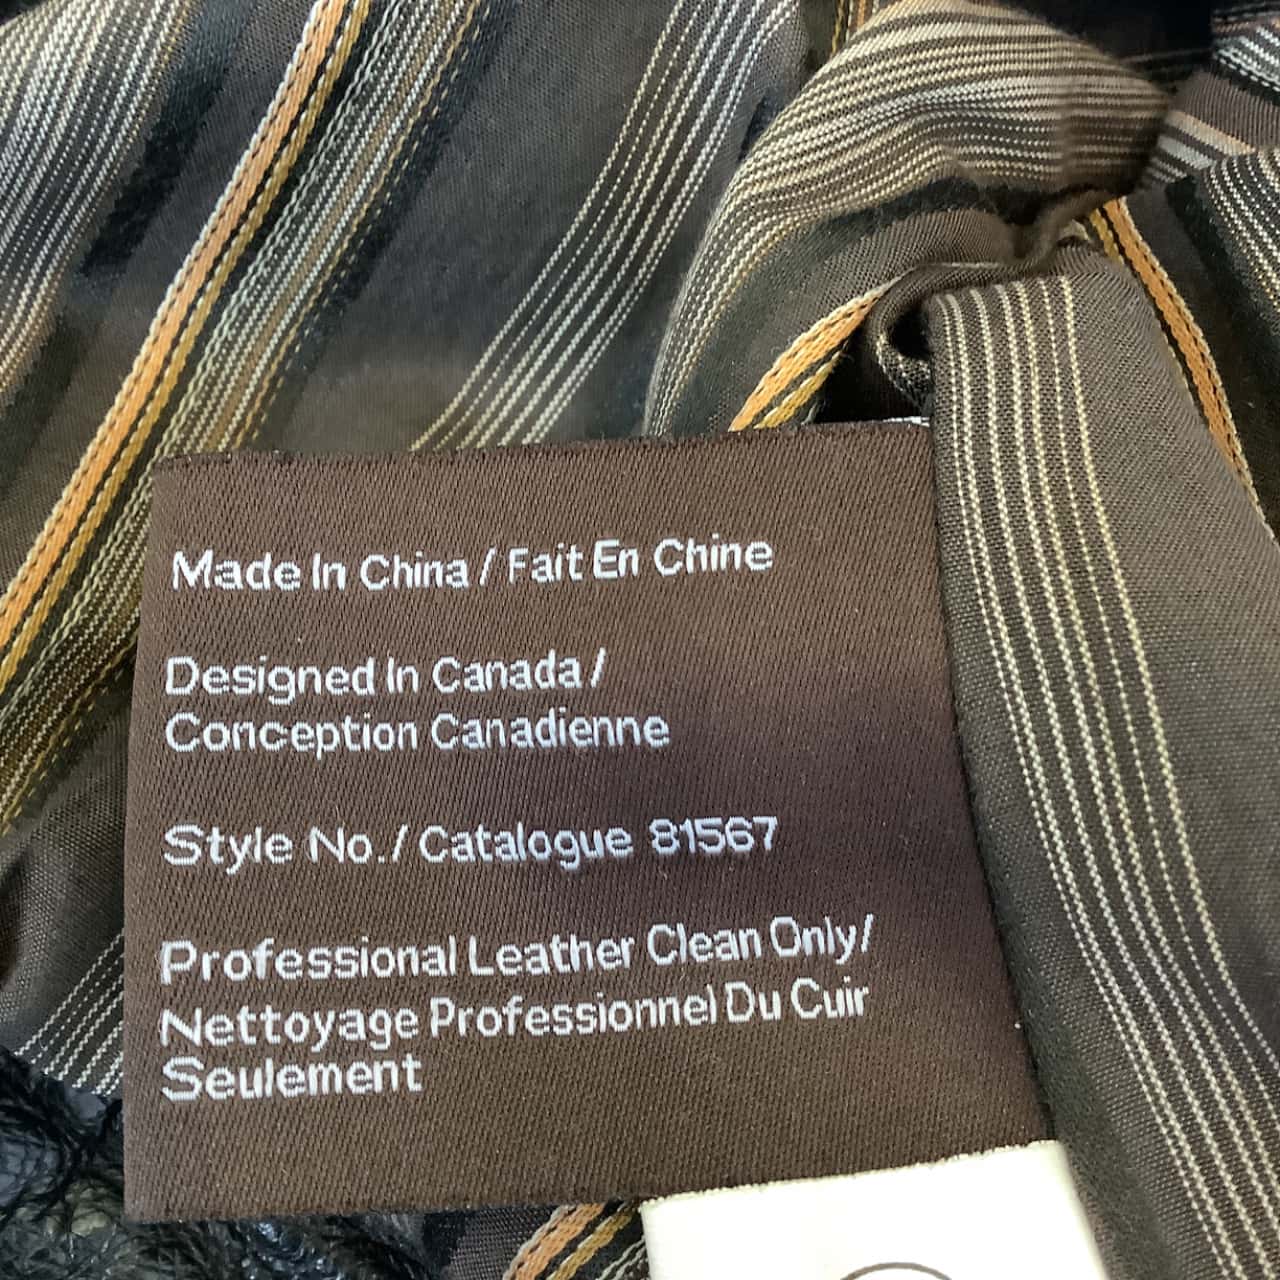 Made In China / Fait En Chine
Designed In Canada /
Conception Canadienne
Style No./ Catalogue 81567
Professional Leather Clean Only/
Nettoyage Professionnel Du Cuir
Seulement